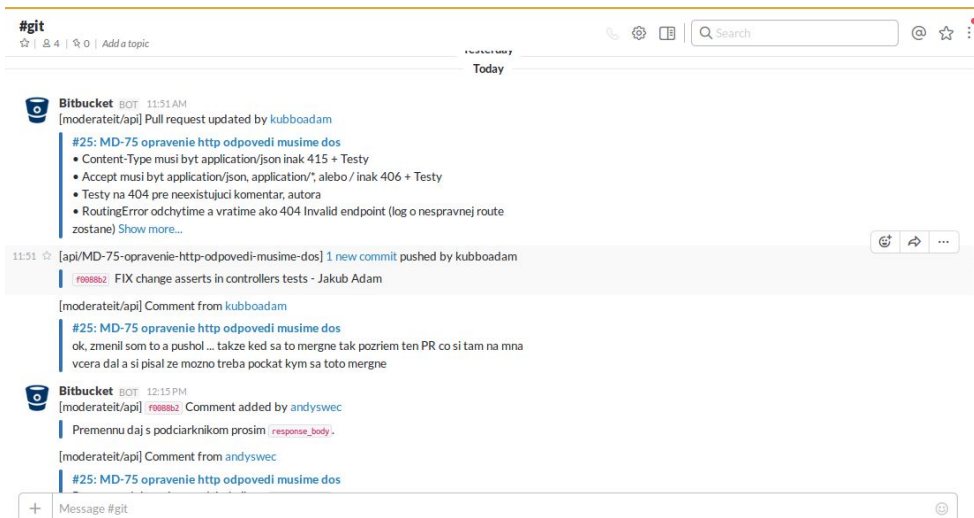 #git
4 | 0 | Add a topic
Search
Yesterday
Today
Bitbucket BOT 11:51 AM
[moderateit/api] Pull request updated by kubboadam
#25: MD-75 opravenie http odpovedi musime dos
• Content-Type musi byt application/json inak 415 + Testy
• Accept musi byt application/json, application/*, alebo / inak 406 + Testy
• Testy na 404 pre neexistujuci komentar, autora
• RoutingError odchytime a vratime ako 404 Invalid endpoint (log o nespravnej route
zostane) Show more...
11:51 [api/MD-75-opravenie-http-odpovedi-musime-dos] 1 new commit pushed by kubboadam
f0088b2 FIX change asserts in controllers tests - Jakub Adam
[moderateit/api] Comment from kubboadam
#25: MD-75 opravenie http odpovedi musime dos
ok, zmenil som to a pushol ... takze ked sa to mergne tak pozriem ten PR co si tam na mna
vcera dal a si pisal ze mozno treba pockat kym sa toto mergne
Bitbucket BOT 12:15 PM
[moderateit/api] f0088b2 Comment added by andyswec
Premennu daj s podciarknikom prosim response_body.
[moderateit/api] Comment from andyswec
#25: MD-75 opravenie http odpovedi musime dos
Message #git